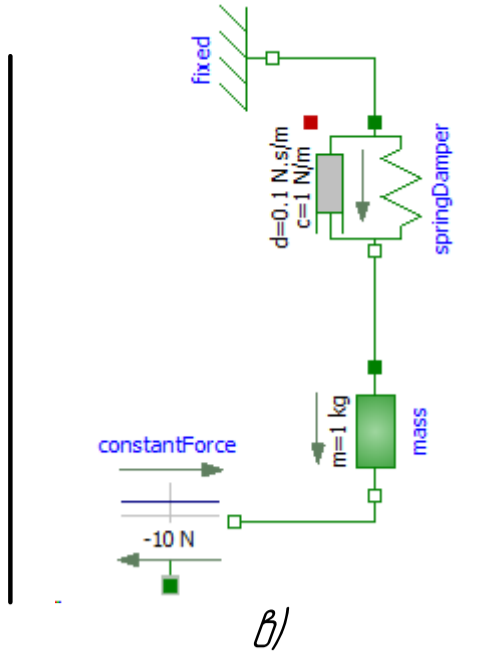 fixed
d=0.1 N.s/m
c=1 N/m
springDamper
m=1 kg
mass
constantForce
-10 N
в)